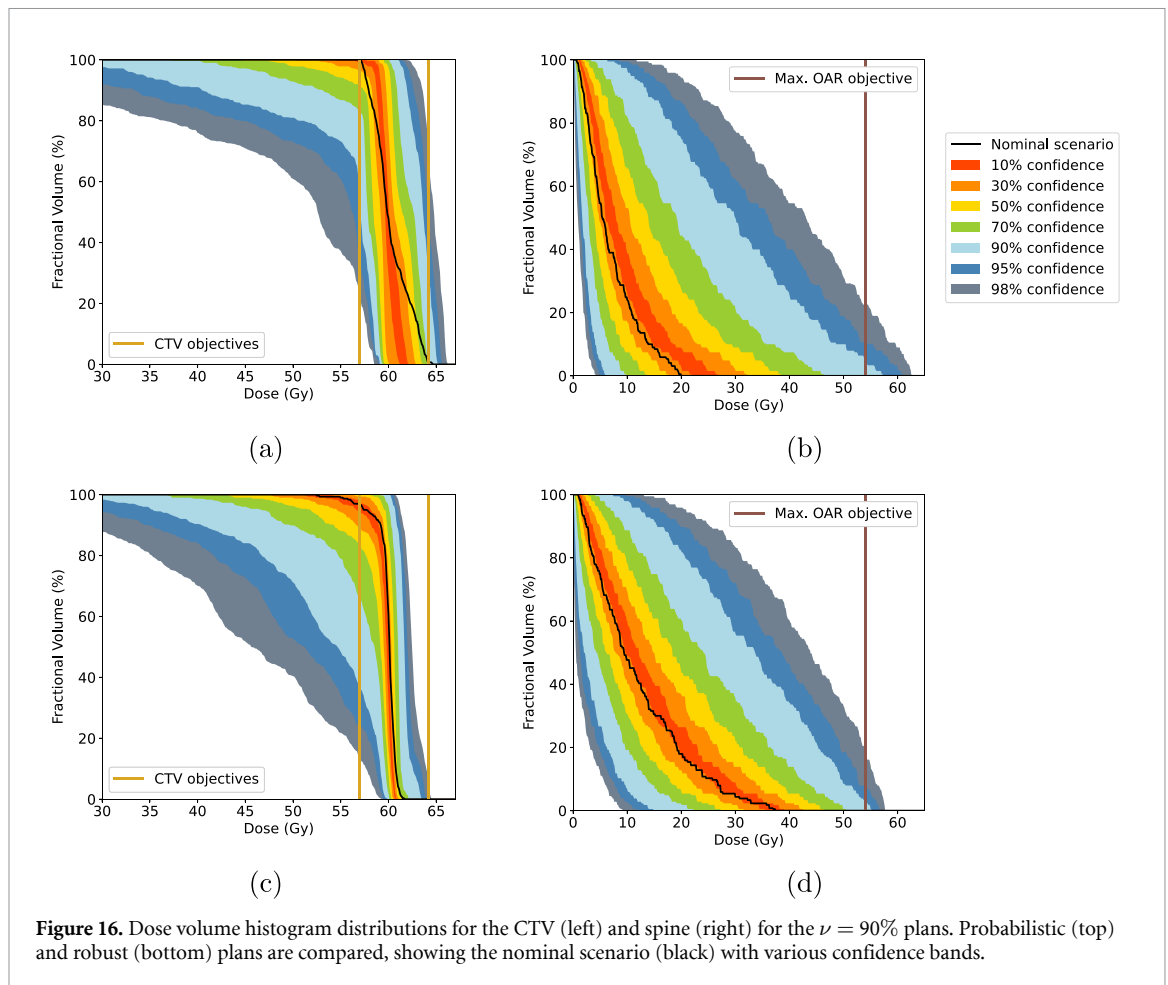 100
80
60
40
20
0
Fractional Volume (%)
CTV objectives
30 35 40 45 50 55 60 65
Dose (Gy)
(a)
100
80
60
40
20
0
Fractional Volume (%)
Max. OAR objective
0 10 20 30 40 50 60
Dose (Gy)
(b)
Nominal scenario
10% confidence
30% confidence
50% confidence
70% confidence
90% confidence
95% confidence
98% confidence
100
80
60
40
20
0
Fractional Volume (%)
CTV objectives
30 35 40 45 50 55 60 65
Dose (Gy)
(c)
100
80
60
40
20
0
Fractional Volume (%)
Max. OAR objective
0 10 20 30 40 50 60
Dose (Gy)
(d)
Figure 16. Dose volume histogram distributions for the CTV (left) and spine (right) for the ν = 90% plans. Probabilistic (top)
and robust (bottom) plans are compared, showing the nominal scenario (black) with various confidence bands.